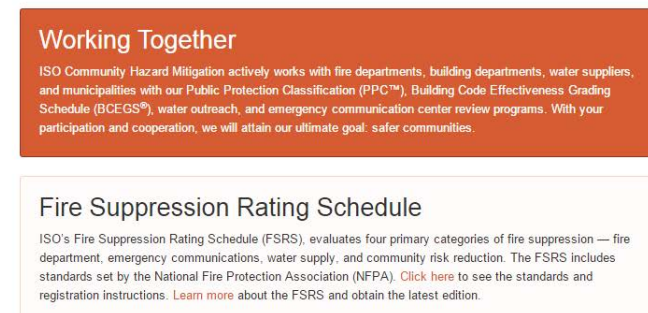 Working Together
ISO Community Hazard Mitigation actively works with fire departments, building departments, water suppliers,
and municipalities with our Public Protection Classification (PPC™), Building Code Effectiveness Grading
Schedule (BCEGS®), water outreach, and emergency communication center review programs. With your
participation and cooperation, we will attain our ultimate goal: safer communities.
Fire Suppression Rating Schedule
ISO's Fire Suppression Rating Schedule (FSRS), evaluates four primary categories of fire suppression — fire
department, emergency communications, water supply, and community risk reduction. The FSRS includes
standards set by the National Fire Protection Association (NFPA). Click here to see the standards and
registration instructions. Learn more about the FSRS and obtain the latest edition.